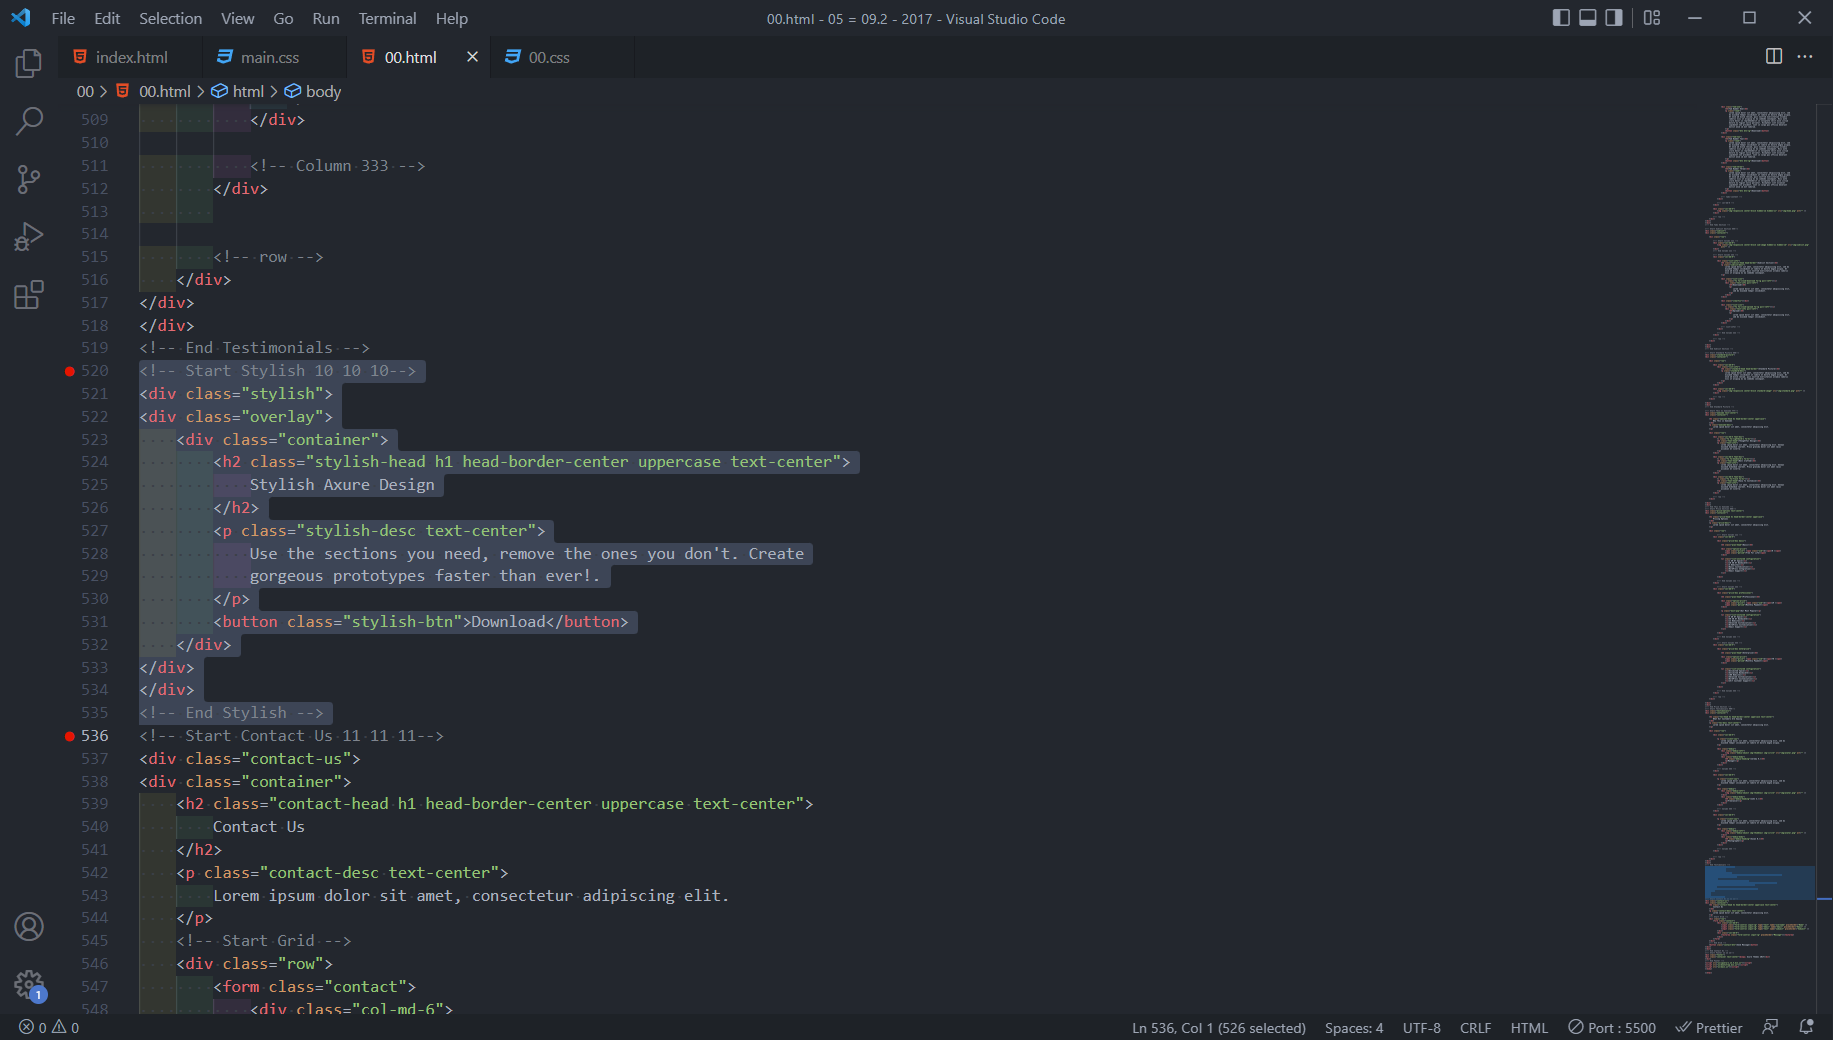 File Edit Selection View Go Run Terminal Help 00.html - 05 = 09.2 - 2017 - Visual Studio Code
index.html main.css 00.html 00.css
00 > 00.html > html > body
509 </div>
510
511 <!-- Column 333 -->
512 </div>
513
514
515 <!-- row -->
516 </div>
517 </div>
518 </div>
519 <!-- End Testimonials -->
520 <!-- Start Stylish 10 10 10-->
521 <div class="stylish">
522 <div class="overlay">
523 <div class="container">
524 <h2 class="stylish-head h1 head-border-center uppercase text-center">
525 Stylish Axure Design
526 </h2>
527 <p class="stylish-desc text-center">
528 Use the sections you need, remove the ones you don't. Create
529 gorgeous prototypes faster than ever!.
530 </p>
531 <button class="stylish-btn">Download</button>
532 </div>
533 </div>
534 </div>
535 <!-- End Stylish -->
536 <!-- Start Contact Us 11 11 11-->
537 <div class="contact-us">
538 <div class="container">
539 <h2 class="contact-head h1 head-border-center uppercase text-center">
540 Contact Us
541 </h2>
542 <p class="contact-desc text-center">
543 Lorem ipsum dolor sit amet, consectetur adipiscing elit.
544 </p>
545 <!-- Start Grid -->
546 <div class="row">
547 <form class="contact">
548 <div class="col-md-6">
1
0 0 Ln 536, Col 1 (526 selected) Spaces: 4 UTF-8 CRLF HTML Port : 5500 Prettier